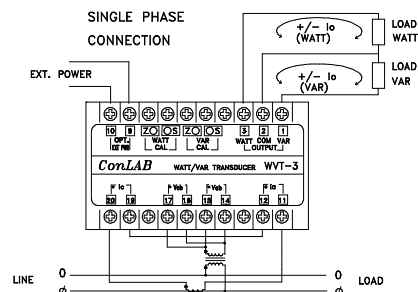 SINGLE PHASE
CONNECTION
+/- Io
(WATT)
LOAD
WATT
EXT. POWER
+/- Io
(VAR)
LOAD
VAR
10 9 ZO OS ZO OS 3 2 1
OPT. WATT VAR WATT COM VAR
CAL CAL OUTPUT
ConLAB WATT/VAR TRANSDUCER WVT-3
Ic Vcb Vab Ia
20 19 17 16 15 14 12 11
LINE 0 0 LOAD
ø ø